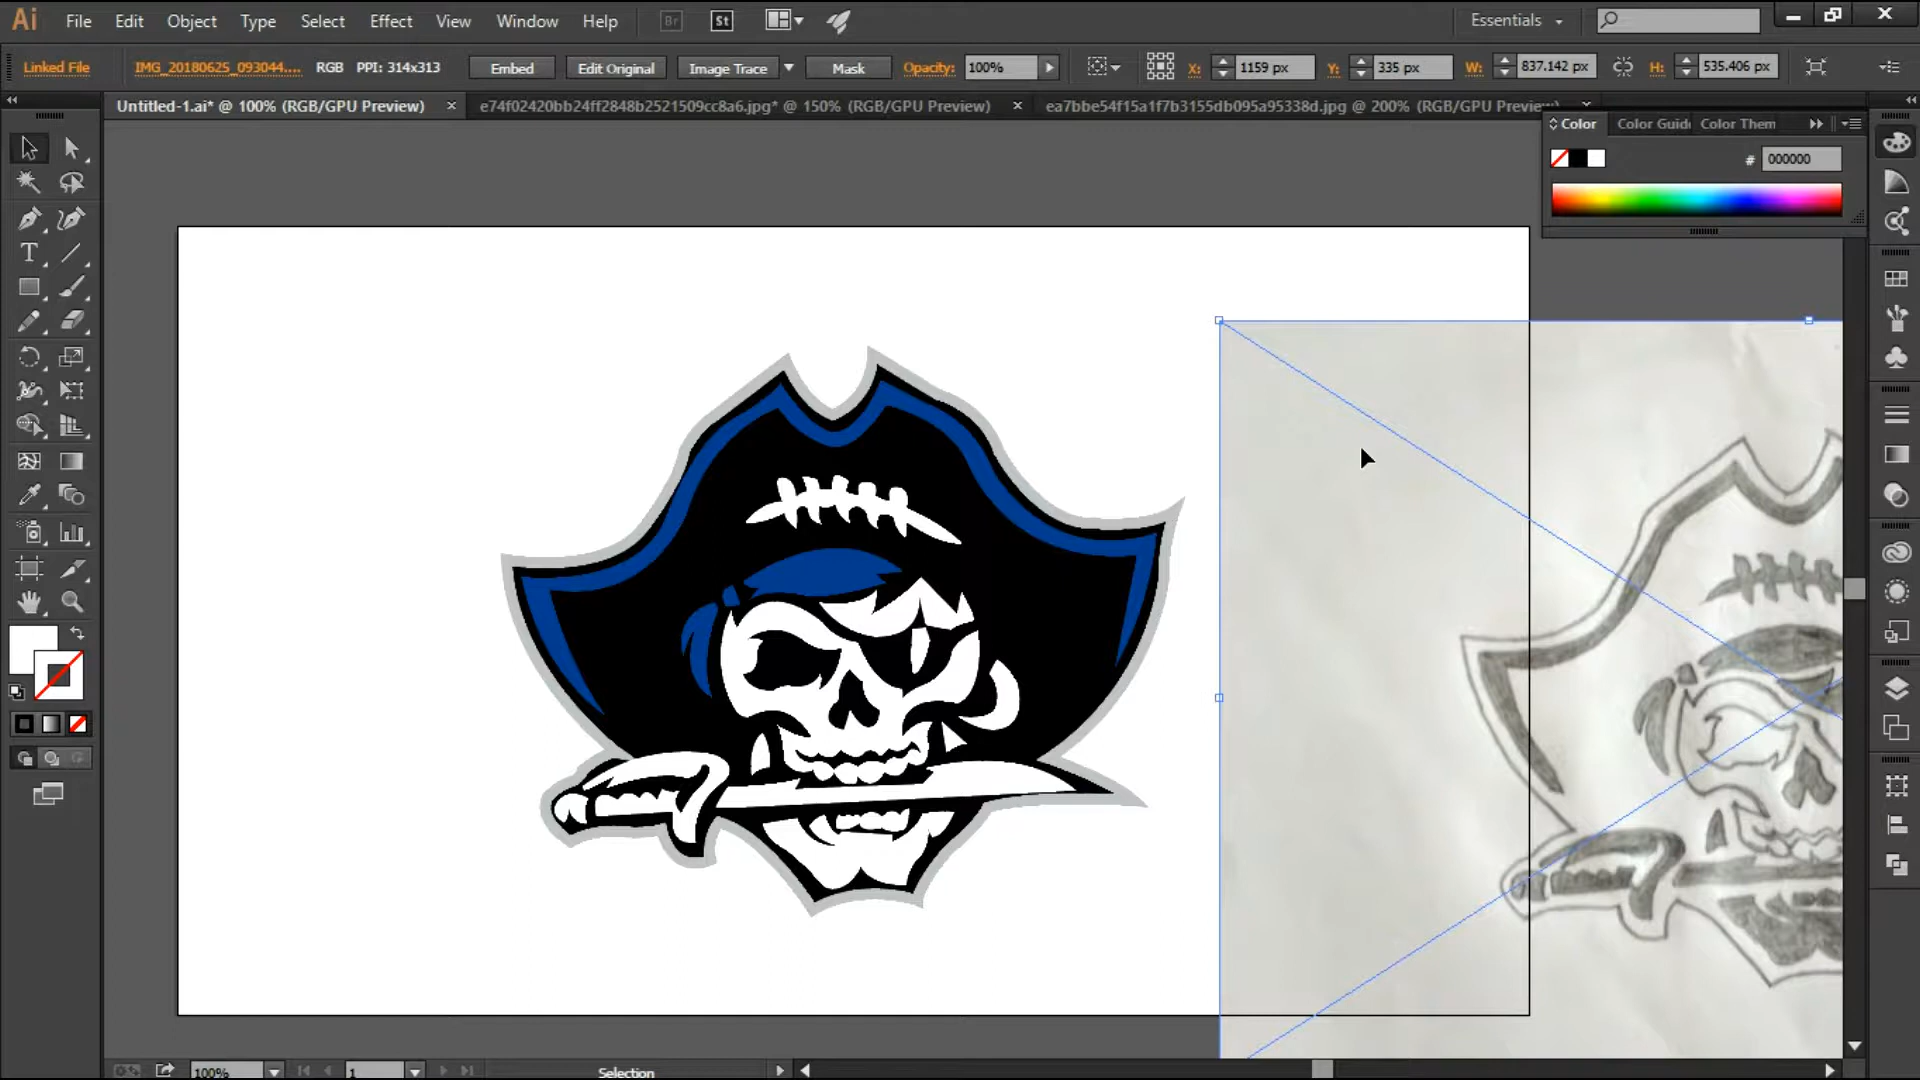 Ai File Edit Object Type Select Effect View Window Help Br St Essentials
Linked File IMG_20180625_093044.... RGB PPI: 314x313 Embed Edit Original Image Trace Mask Opacity: 100% X: 1159 px Y: 335 px W: 837.142 px H: 535.406 px
Untitled-1.ai* @ 100% (RGB/GPU Preview) e74f02420bb24ff2848b2521509cc8a6.jpg* @ 150% (RGB/GPU Preview) ea7bbe54f15a1f7b3155db095a95338d.jpg @ 200% (RGB/GPU Preview)
Color Color Guid Color Them
# 000000
T
100% 1 Selection